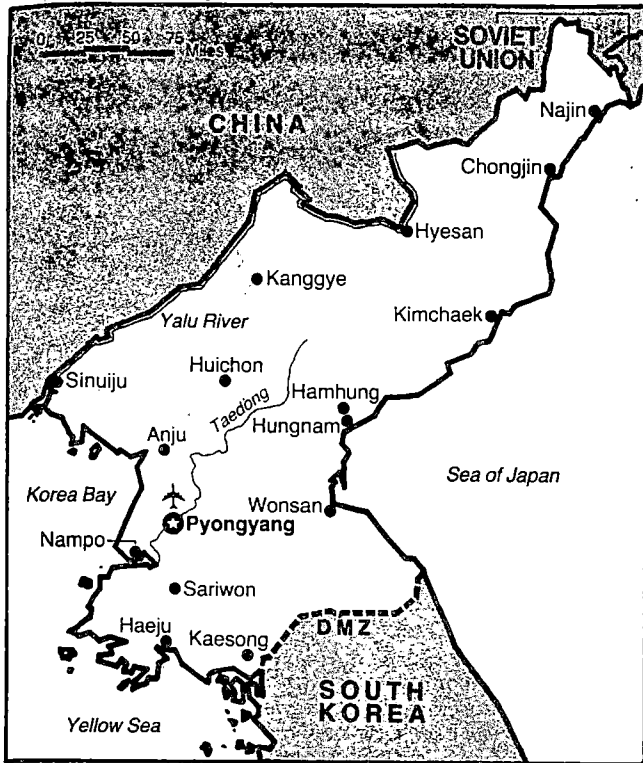 0 25 50 75
Miles
SOVIET
UNION
CHINA
Najin
Chongjin
Hyesan
Kanggye
Yalu River
Kimchaek
Huichon
Sinuiju
Taedong
Hamhung
Hungnam
Anju
Sea of Japan
Korea Bay
Wonsan
Pyongyang
Nampo
Sariwon
DMZ
Haeju
Kaesong
SOUTH
KOREA
Yellow Sea